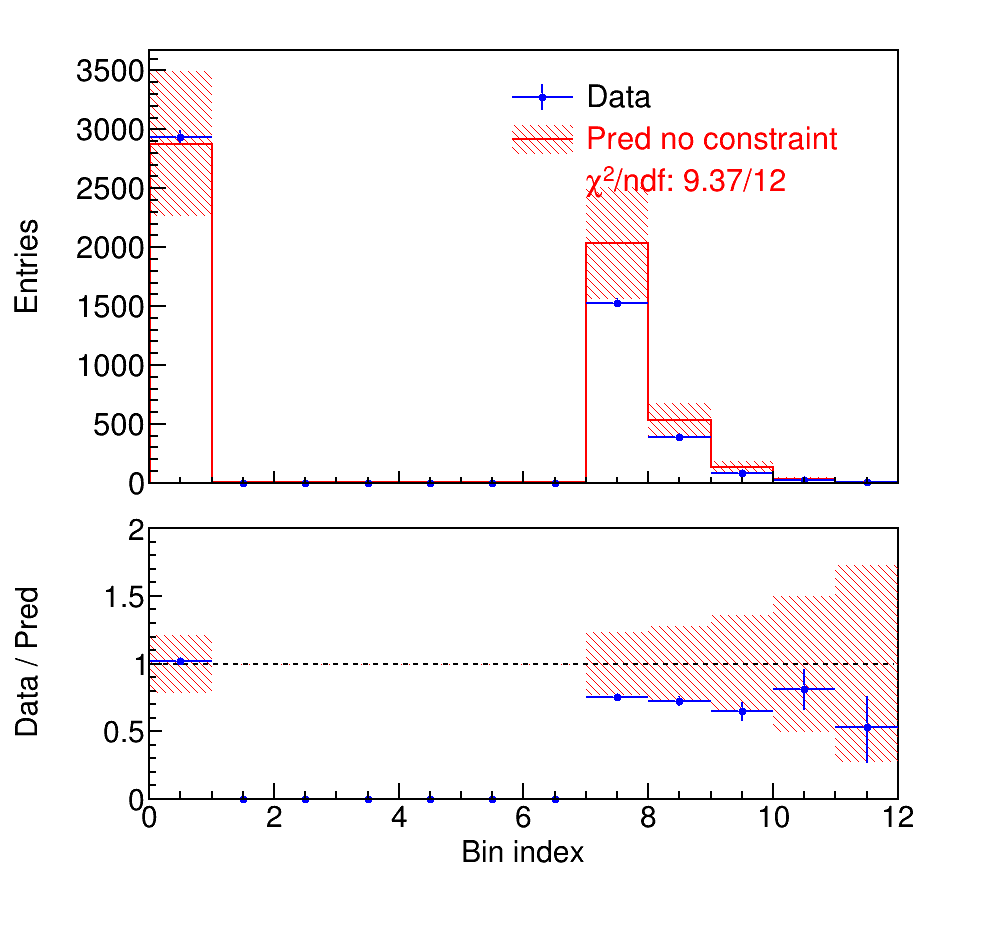 Data
Pred no constraint
χ²/ndf: 9.37/12
Entries
3500
3000
2500
2000
1500
1000
500
0
Data / Pred
2
1.5
1
0.5
0
0 2 4 6 8 10 12
Bin index